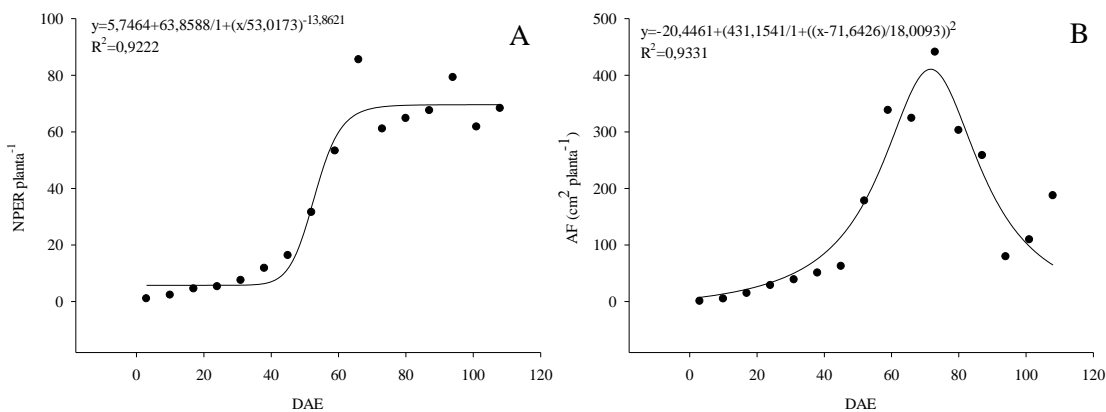 y=5,7464+63,8588/1+(x/53,0173)-13,8621
R2=0,9222
A
100
80
60
40
20
0
NPER planta-1
0 20 40 60 80 100 120
DAE
y=-20,4461+(431,1541/1+((x-71,6426)/18,0093))2
R2=0,9331
B
500
400
300
200
100
0
AF (cm2 planta-1)
0 20 40 60 80 100 120
DAE